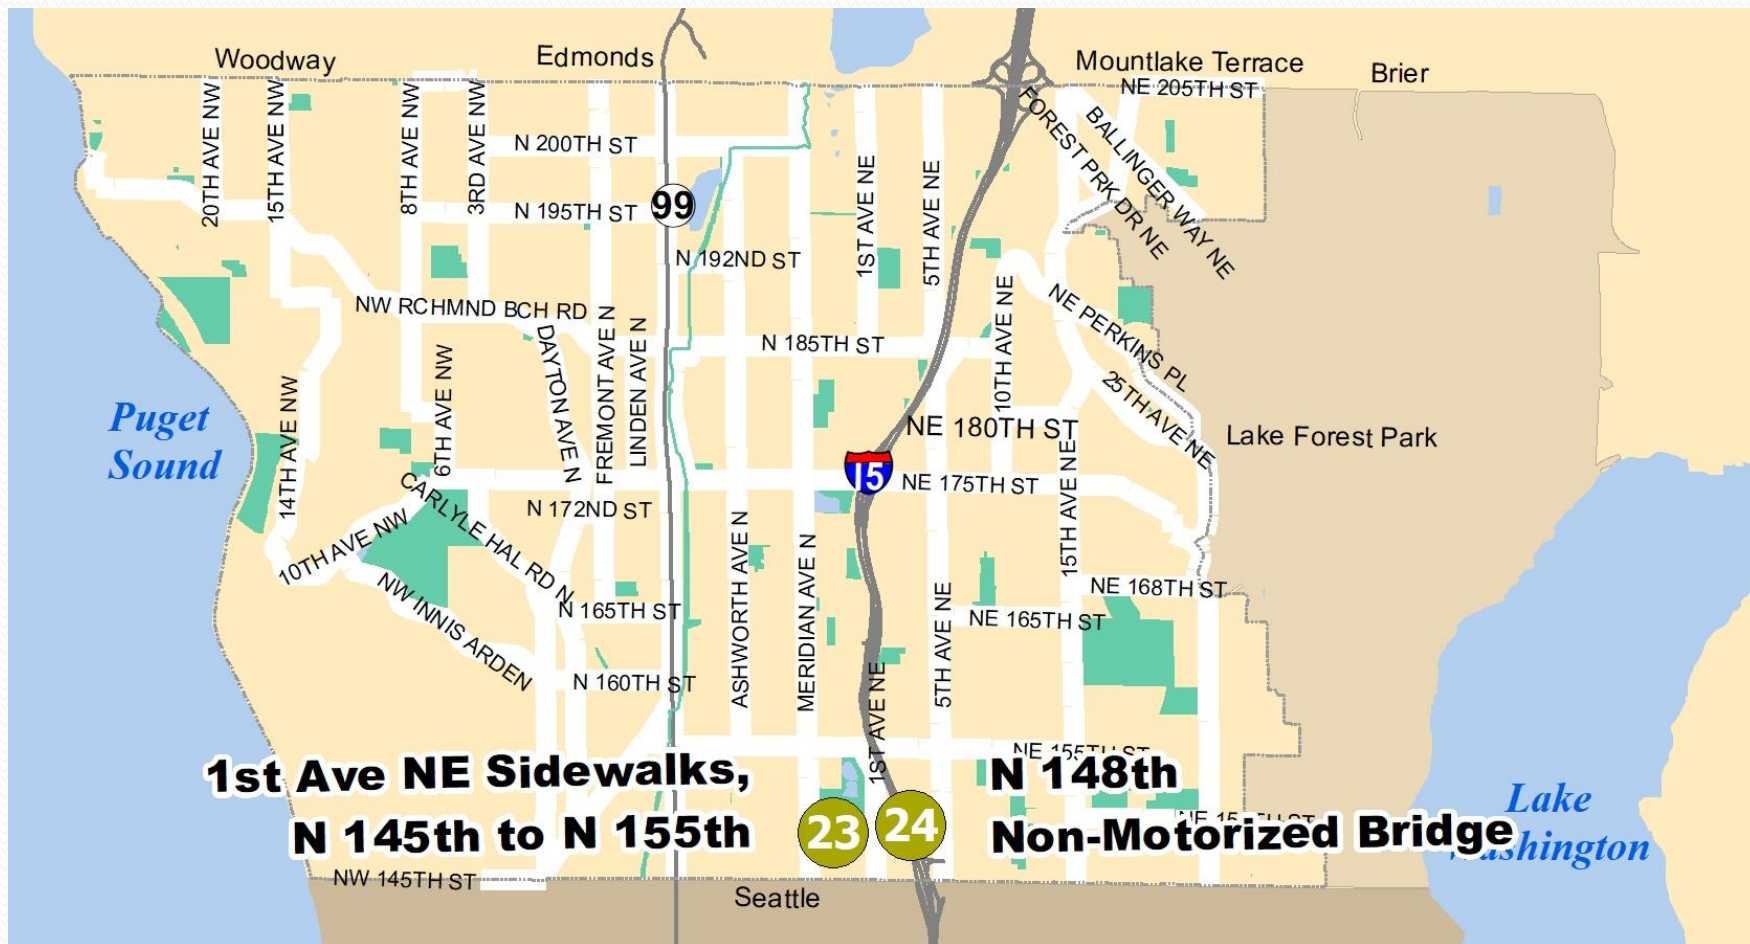 Woodway
Edmonds
Mountlake Terrace
Brier
NE 205TH ST
20TH AVE NW
15TH AVE NW
8TH AVE NW
3RD AVE NW
N 200TH ST
FOREST PRK DR NE
BALLINGER WAY NE
N 195TH ST
99
1ST AVE NE
5TH AVE NE
N 192ND ST
NW RCHMND BCH RD
DAYTON AVE N
FREMONT AVE N
LINDEN AVE N
N 185TH ST
10TH AVE NE
NE PERKINS PL
25TH AVE NE
Puget
Sound
14TH AVE NW
6TH AVE NW
NE 180TH ST
Lake Forest Park
15
NE 175TH ST
15TH AVE NE
CARLYLE HAL RD N
N 172ND ST
10TH AVE NW
NW INNIS ARDEN
N 165TH ST
ASHWORTH AVE N
MERIDIAN AVE N
NE 168TH ST
NE 165TH ST
5TH AVE NE
N 160TH ST
1ST AVE NE
NE 155TH ST
1st Ave NE Sidewalks,
N 145th to N 155th
23
24
N 148th
Non-Motorized Bridge
Lake
Washington
NW 145TH ST
Seattle